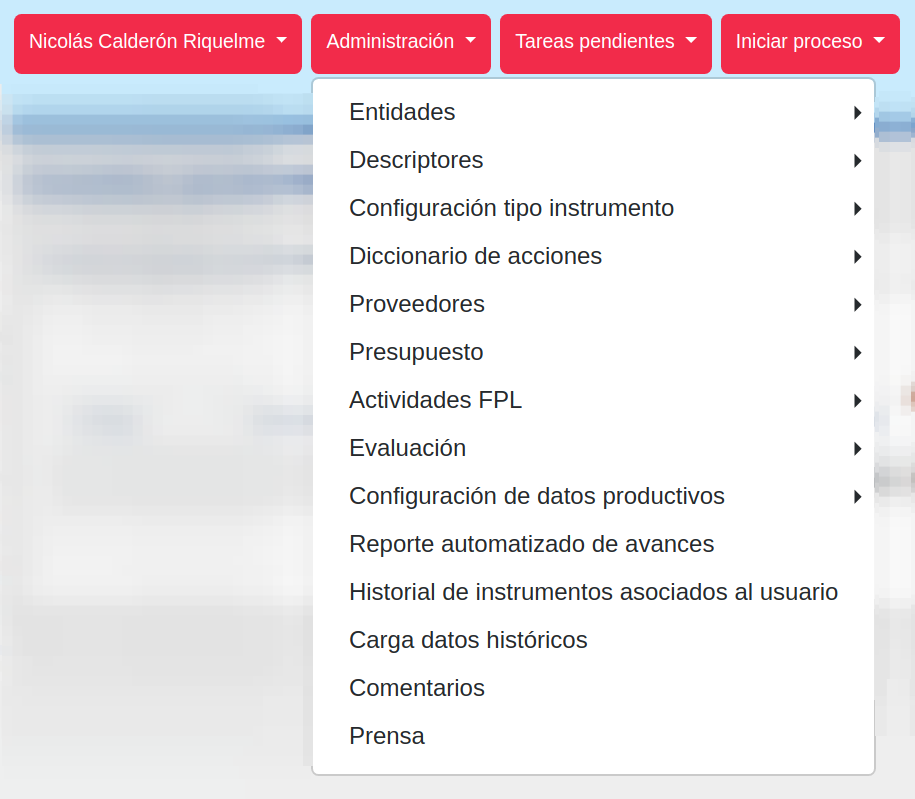 Nicolás Calderón Riquelme Administración Tareas pendientes Iniciar proceso
Entidades
Descriptores
Configuración tipo instrumento
Diccionario de acciones
Proveedores
Presupuesto
Actividades FPL
Evaluación
Configuración de datos productivos
Reporte automatizado de avances
Historial de instrumentos asociados al usuario
Carga datos históricos
Comentarios
Prensa